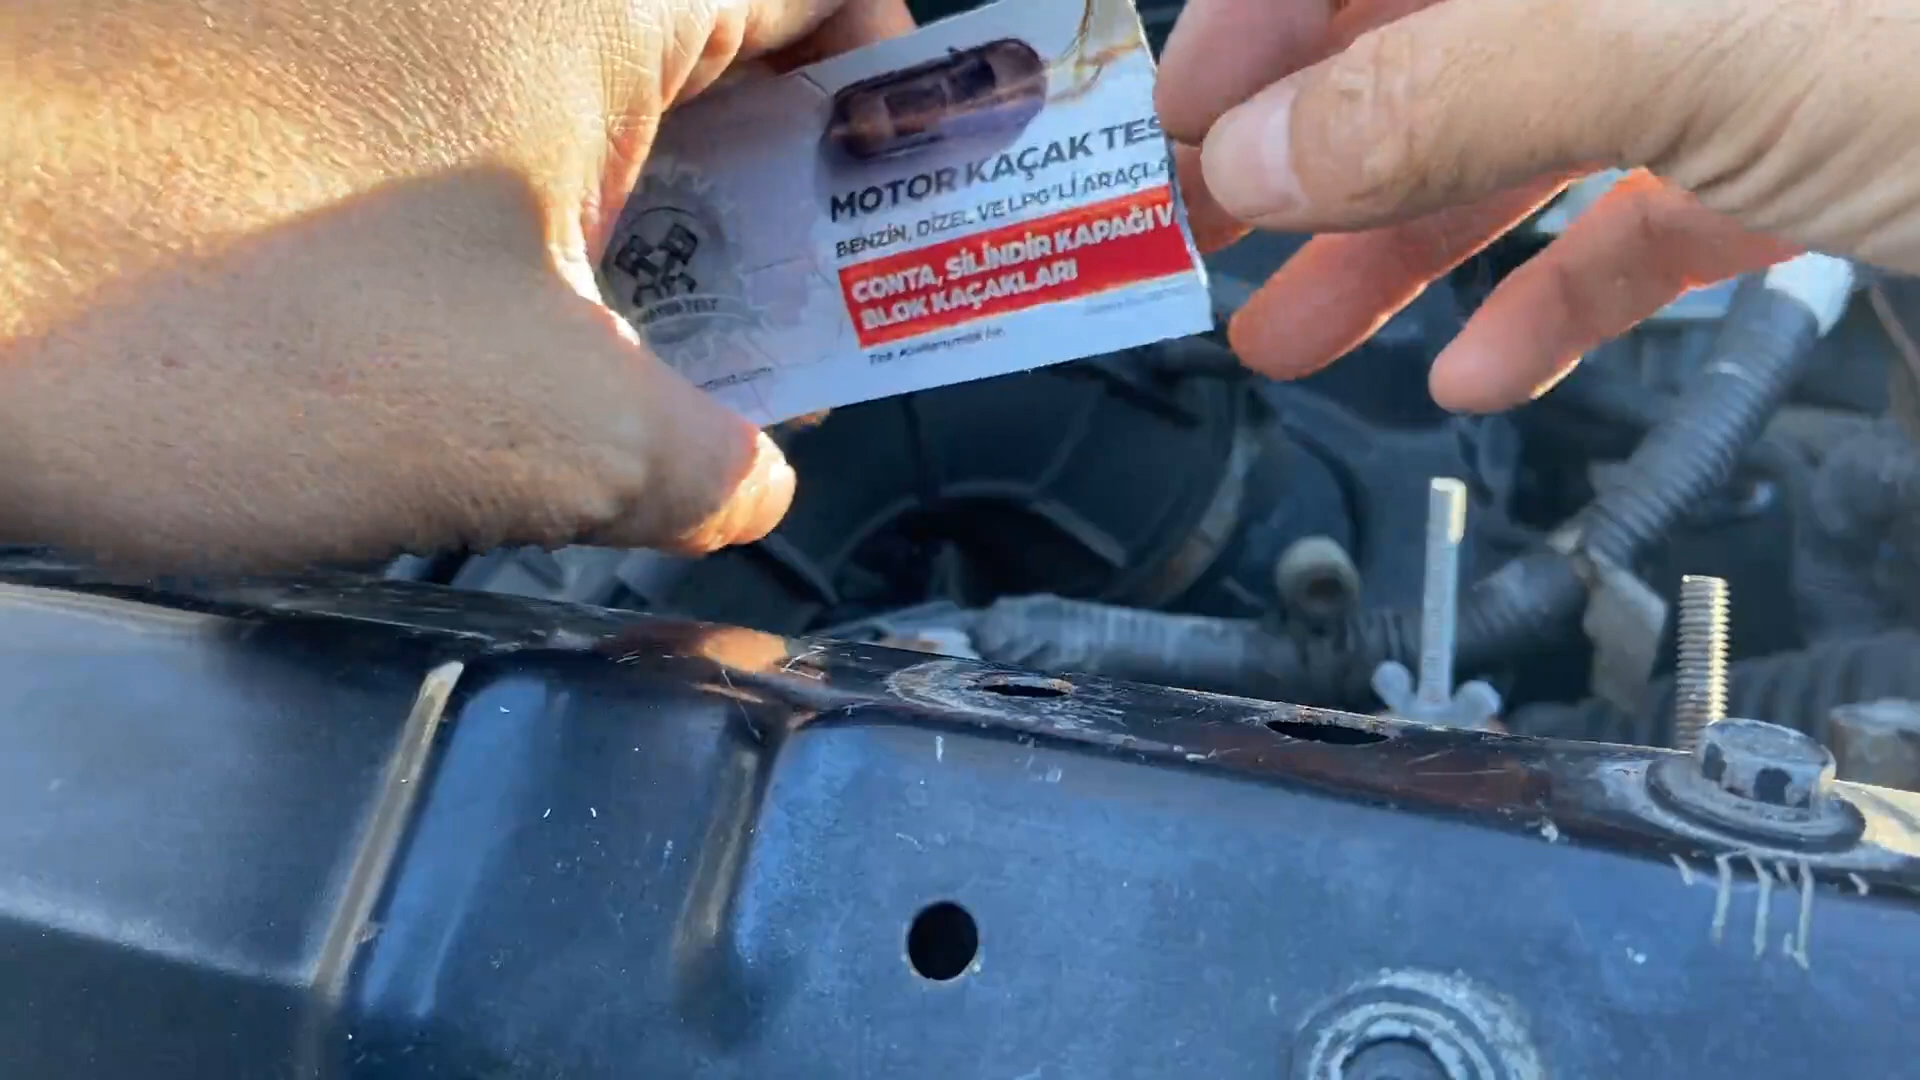 MOTOR KAÇAK TES
BENZİN, DİZEL VE LPG'Lİ ARAÇLA
CONTA, SİLİNDİR KAPAĞI V
BLOK KAÇAKLARI